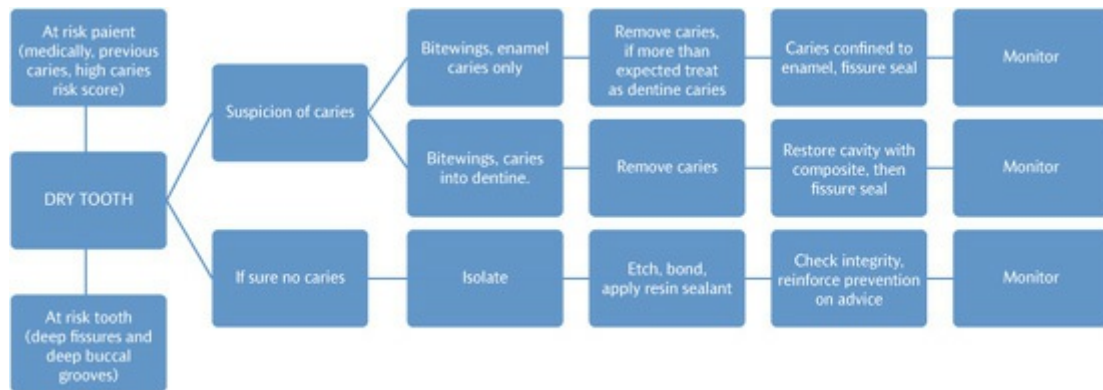 At risk paient
(medically, previous
caries, high caries
risk score)
DRY TOOTH
At risk tooth
(deep fissures and
deep buccal
grooves)
Suspicion of caries
If sure no caries
Bitewings, enamel
caries only
Remove caries,
if more than
expected treat
as dentine caries
Caries confined to
enamel, fissure seal
Monitor
Bitewings, caries
into dentine.
Remove caries
Restore cavity with
composite, then
fissure seal
Monitor
Isolate
Etch, bond,
apply resin sealant
Check integrity,
reinforce prevention
on advice
Monitor